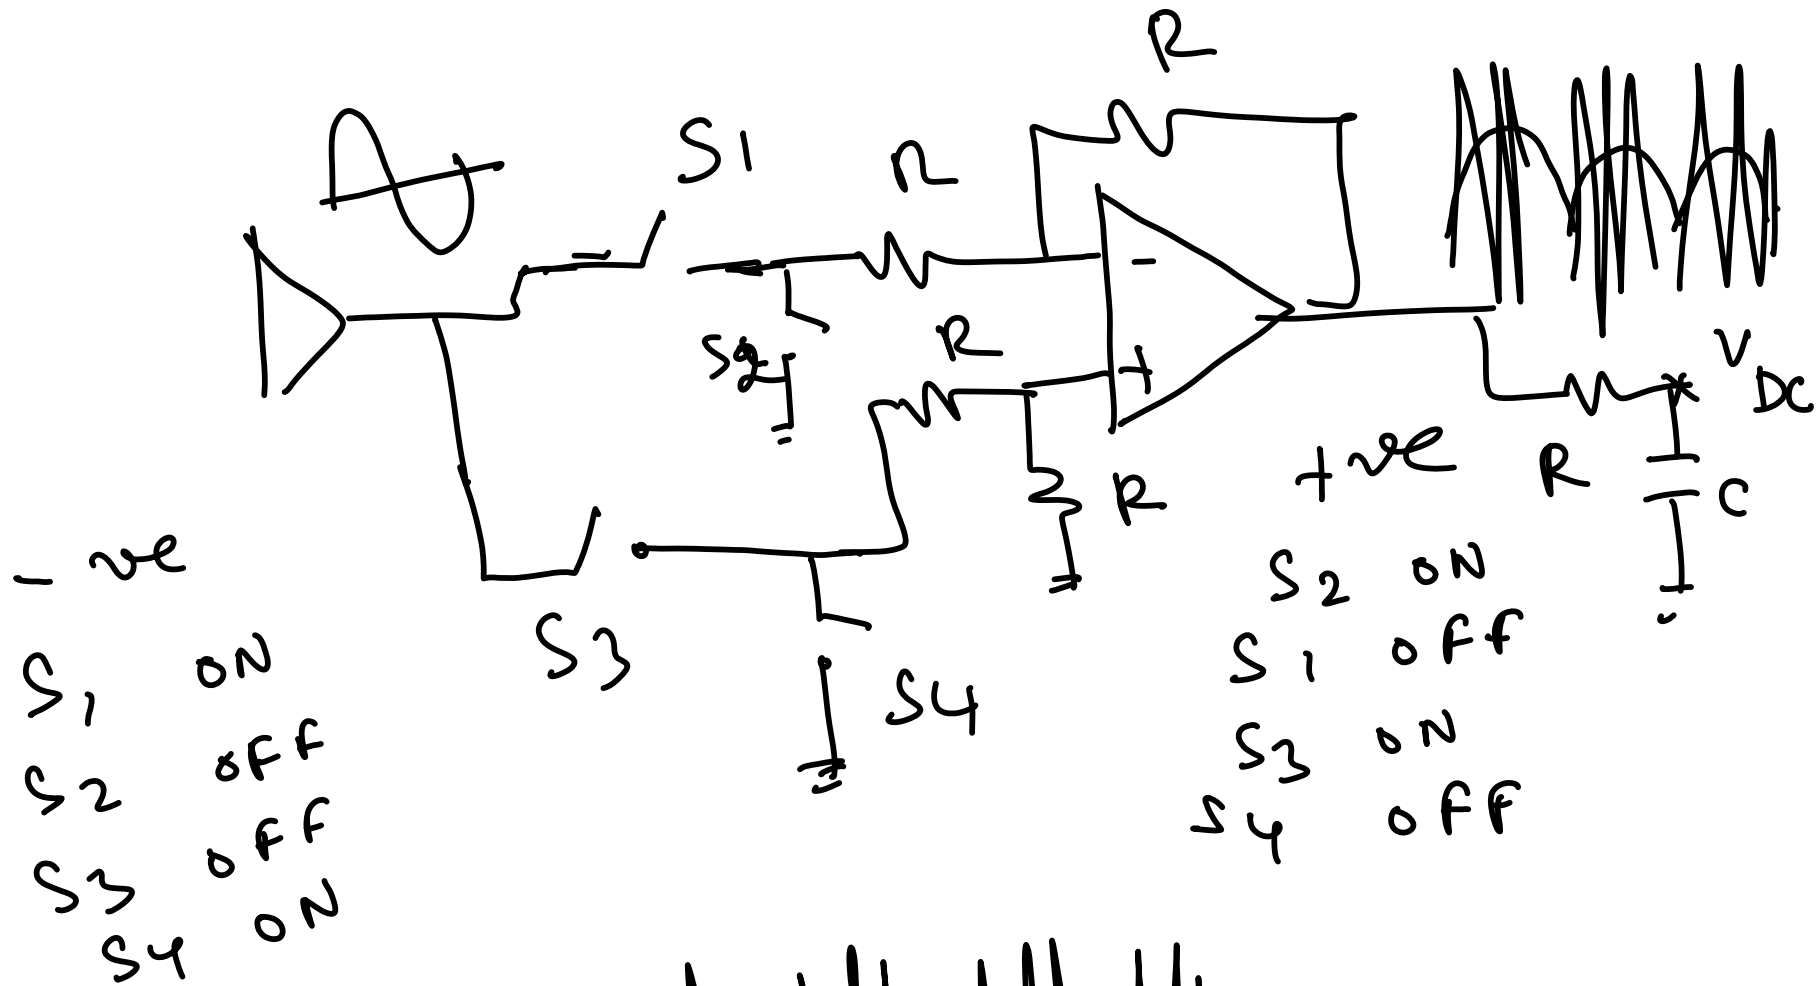 R
S1
R
-
S2
R
+
V
DC
R
+ve
R
C
- ve
S3
S4
S1 ON
S2 OFF
S3 OFF
S4 ON
S2 ON
S1 OFF
S3 ON
S4 OFF